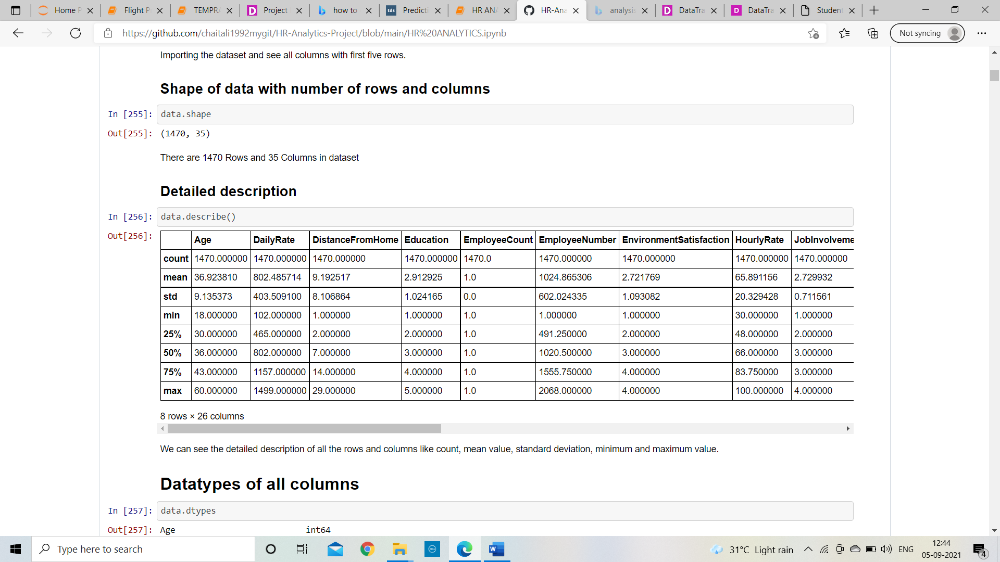 Home P
Flight P
TEMPRA
Project
how to
tds
Predicti
HR ANA
HR-Ana
analysis
DataTra
DataTra
Student
https://github.com/chaitali1992mygit/HR-Analytics-Project/blob/main/HR%20ANALYTICS.ipynb
Not syncing
Importing the dataset and see all columns with first five rows.
Shape of data with number of rows and columns
In [255]: data.shape
Out[255]: (1470, 35)
There are 1470 Rows and 35 Columns in dataset
Detailed description
In [256]: data.describe()
Out[256]:
Age DailyRate DistanceFromHome Education EmployeeCount EmployeeNumber EnvironmentSatisfaction HourlyRate JobInvolveme
count 1470.000000 1470.000000 1470.000000 1470.000000 1470.0 1470.000000 1470.000000 1470.000000 1470.000000
mean 36.923810 802.485714 9.192517 2.912925 1.0 1024.865306 2.721769 65.891156 2.729932
std 9.135373 403.509100 8.106864 1.024165 0.0 602.024335 1.093082 20.329428 0.711561
min 18.000000 102.000000 1.000000 1.000000 1.0 1.000000 1.000000 30.000000 1.000000
25% 30.000000 465.000000 2.000000 2.000000 1.0 491.250000 2.000000 48.000000 2.000000
50% 36.000000 802.000000 7.000000 3.000000 1.0 1020.500000 3.000000 66.000000 3.000000
75% 43.000000 1157.000000 14.000000 4.000000 1.0 1555.750000 4.000000 83.750000 3.000000
max 60.000000 1499.000000 29.000000 5.000000 1.0 2068.000000 4.000000 100.000000 4.000000
8 rows × 26 columns
We can see the detailed description of all the rows and columns like count, mean value, standard deviation, minimum and maximum value.
Datatypes of all columns
In [257]: data.dtypes
Out[257]: Age int64
Type here to search
DELL
31°C Light rain
ENG
12:44
05-09-2021
4